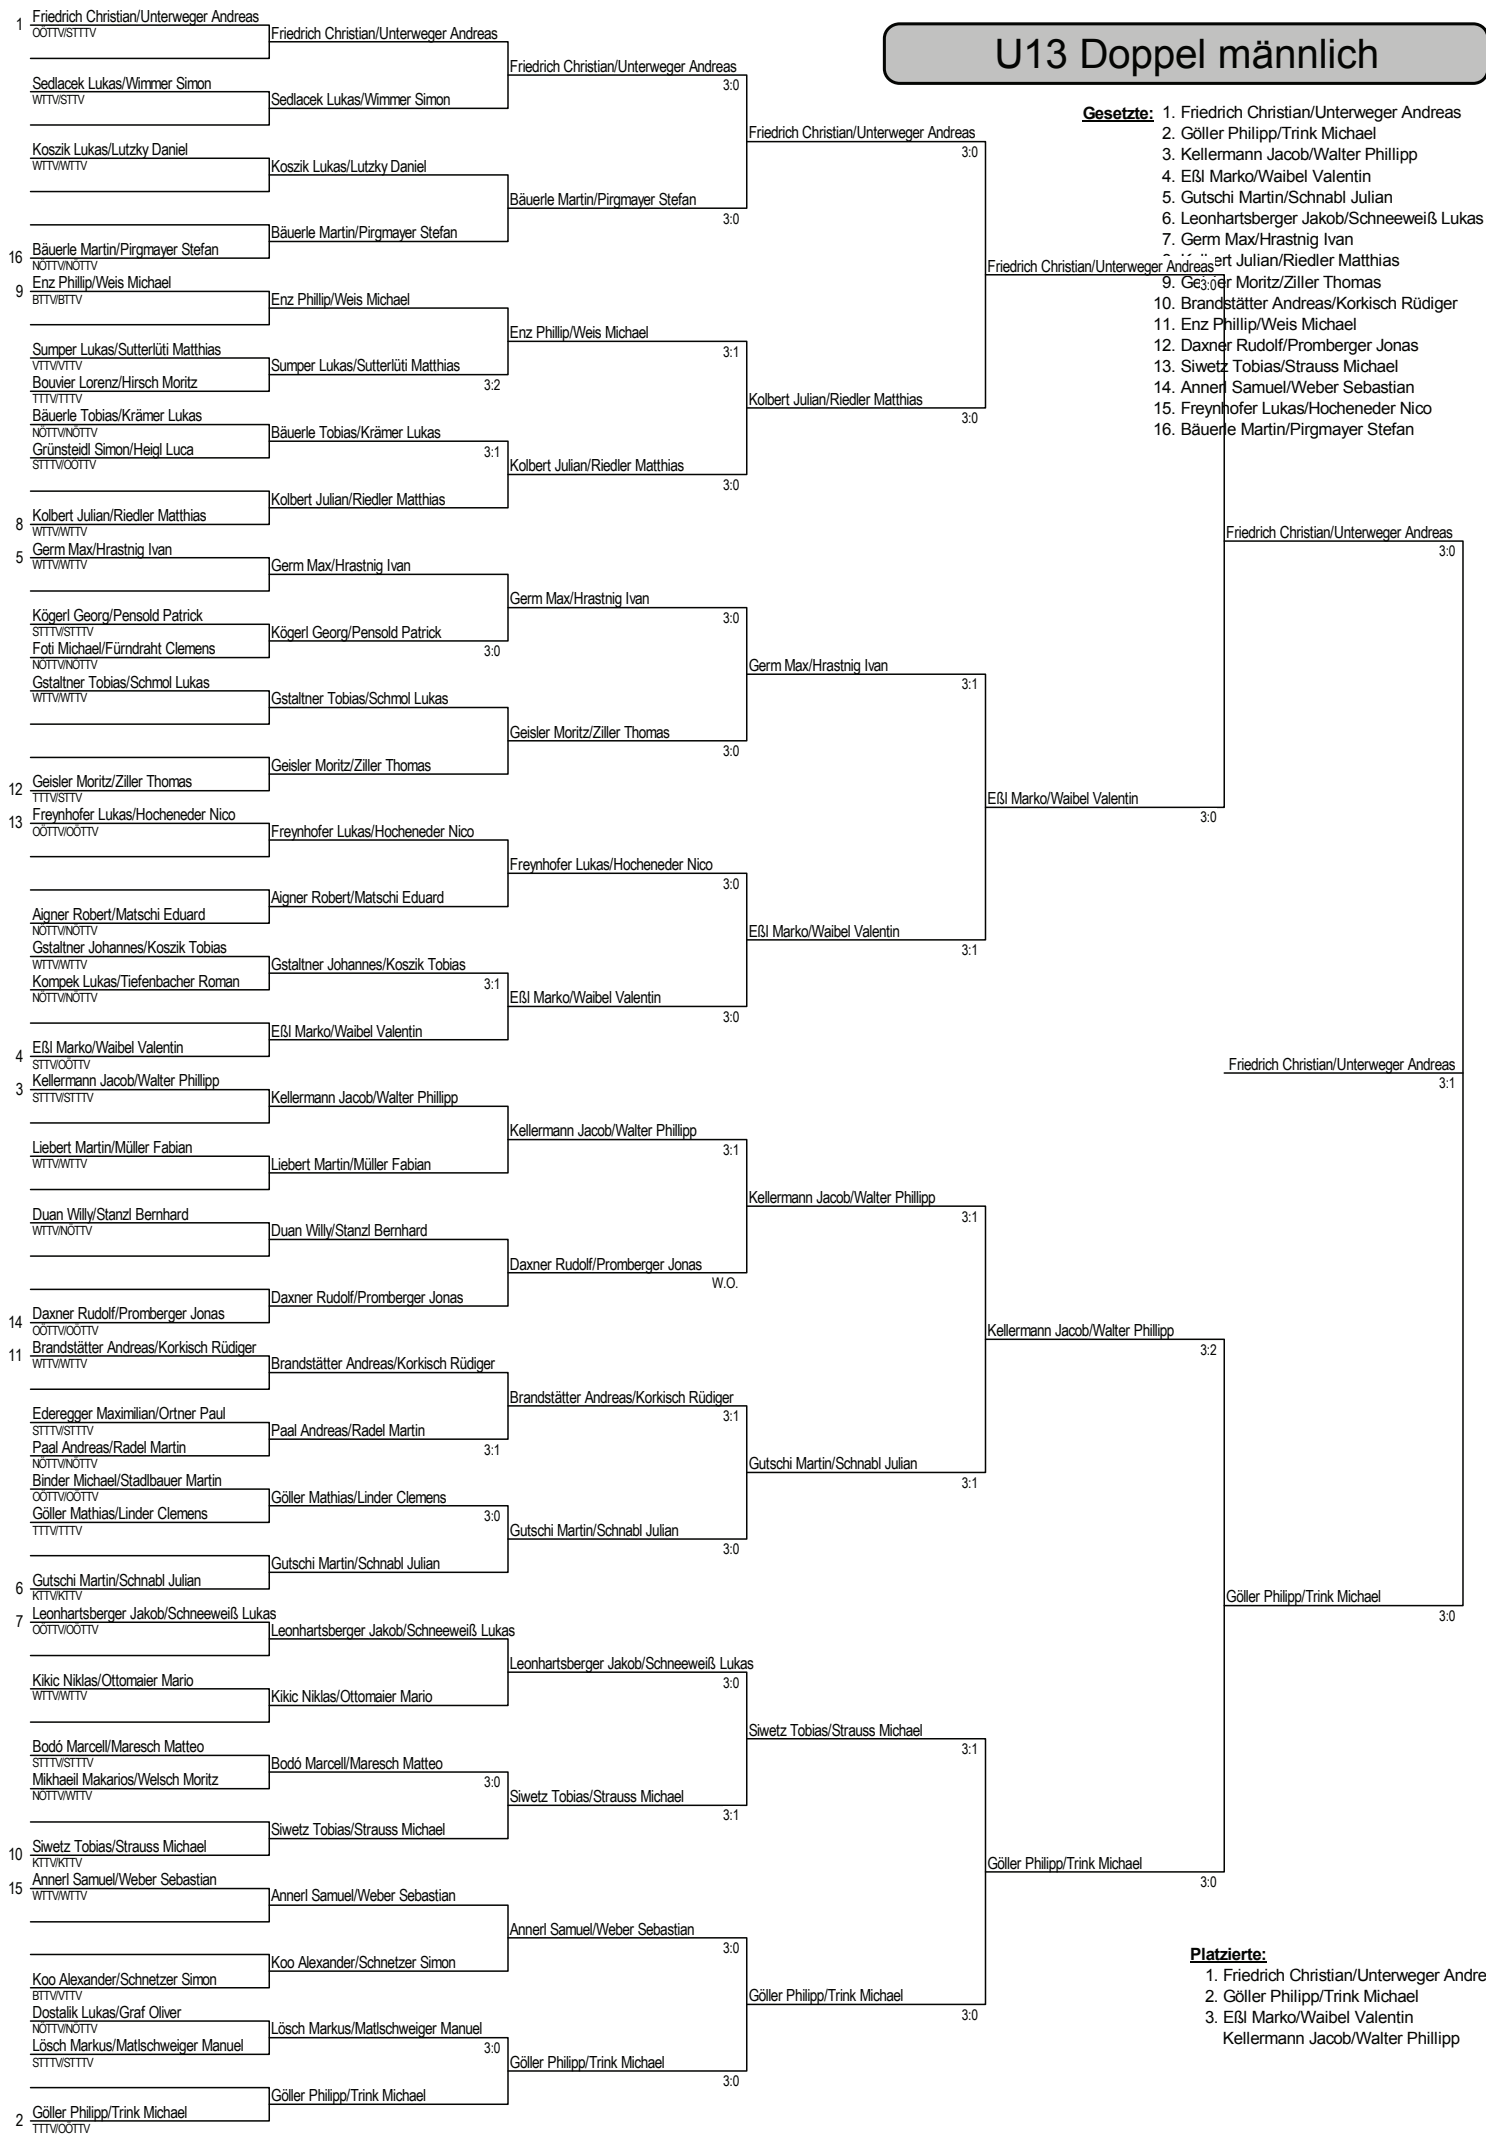 U13 Doppel männlich
Gesetzte: 1. Friedrich Christian/Unterweger Andreas
2. Göller Philipp/Trink Michael
3. Kellermann Jacob/Walter Phillipp
4. Eßl Marko/Waibel Valentin
5. Gutschi Martin/Schnabl Julian
6. Leonhartsberger Jakob/Schneeweiß Lukas
7. Germ Max/Hrastnig Ivan
ert Julian/Riedler Matthias
9. Geisler Moritz/Ziller Thomas
10. Brandstätter Andreas/Korkisch Rüdiger
11. Enz Phillip/Weis Michael
12. Daxner Rudolf/Promberger Jonas
13. Siwetz Tobias/Strauss Michael
14. Annerl Samuel/Weber Sebastian
15. Freynhofer Lukas/Hocheneder Nico
16. Bäuerle Martin/Pirgmayer Stefan
1 Friedrich Christian/Unterweger Andreas
OÖTTV/STTTV
Sedlacek Lukas/Wimmer Simon
WTTV/STTV
Koszik Lukas/Lutzky Daniel
WTTV/WTTV
16 Bäuerle Martin/Pirgmayer Stefan
NÖTTV/NÖTTV
9 Enz Phillip/Weis Michael
BTTV/BTTV
Sumper Lukas/Sutterlüti Matthias
VTTV/VTTV
Bouvier Lorenz/Hirsch Moritz
TTTV/TTTV
Bäuerle Tobias/Krämer Lukas
NÖTTV/NÖTTV
Grünsteidl Simon/Heigl Luca
STTTV/OÖTTV
8 Kolbert Julian/Riedler Matthias
WTTV/WTTV
5 Germ Max/Hrastnig Ivan
WTTV/WTTV
Kögerl Georg/Pensold Patrick
STTTV/STTTV
Foti Michael/Fürndraht Clemens
NÖTTV/NÖTTV
Gstaltner Tobias/Schmol Lukas
WTTV/WTTV
12 Geisler Moritz/Ziller Thomas
TTTV/STTV
13 Freynhofer Lukas/Hocheneder Nico
OÖTTV/OÖTTV
Aigner Robert/Matschi Eduard
NÖTTV/NÖTTV
Gstaltner Johannes/Koszik Tobias
WTTV/WTTV
Kompek Lukas/Tiefenbacher Roman
NÖTTV/NÖTTV
4 Eßl Marko/Waibel Valentin
STTV/OÖTTV
3 Kellermann Jacob/Walter Phillipp
STTTV/STTTV
Liebert Martin/Müller Fabian
WTTV/WTTV
Duan Willy/Stanzl Bernhard
WTTV/NÖTTV
14 Daxner Rudolf/Promberger Jonas
OÖTTV/OÖTTV
11 Brandstätter Andreas/Korkisch Rüdiger
WTTV/WTTV
Ederegger Maximilian/Ortner Paul
STTTV/STTTV
Paal Andreas/Radel Martin
NÖTTV/NÖTTV
Binder Michael/Stadlbauer Martin
OÖTTV/OÖTTV
Göller Mathias/Linder Clemens
TTTV/TTTV
6 Gutschi Martin/Schnabl Julian
KTTV/KTTV
7 Leonhartsberger Jakob/Schneeweiß Lukas
OÖTTV/OÖTTV
Kikic Niklas/Ottomaier Mario
WTTV/WTTV
Bodó Marcell/Maresch Matteo
STTTV/STTTV
Mikhaeil Makarios/Welsch Moritz
NÖTTV/WTTV
10 Siwetz Tobias/Strauss Michael
KTTV/KTTV
15 Annerl Samuel/Weber Sebastian
WTTV/WTTV
Koo Alexander/Schnetzer Simon
BTTV/VTTV
Dostalik Lukas/Graf Oliver
NÖTTV/NÖTTV
Lösch Markus/Matlschweiger Manuel
STTTV/STTTV
2 Göller Philipp/Trink Michael
TTTV/OÖTTV
Friedrich Christian/Unterweger Andreas
Sedlacek Lukas/Wimmer Simon
Koszik Lukas/Lutzky Daniel
Bäuerle Martin/Pirgmayer Stefan
Enz Phillip/Weis Michael
Sumper Lukas/Sutterlüti Matthias
3:2
Bäuerle Tobias/Krämer Lukas
3:1
Kolbert Julian/Riedler Matthias
Germ Max/Hrastnig Ivan
Kögerl Georg/Pensold Patrick
3:0
Gstaltner Tobias/Schmol Lukas
Geisler Moritz/Ziller Thomas
Freynhofer Lukas/Hocheneder Nico
Aigner Robert/Matschi Eduard
Gstaltner Johannes/Koszik Tobias
3:1
Eßl Marko/Waibel Valentin
Kellermann Jacob/Walter Phillipp
Liebert Martin/Müller Fabian
Duan Willy/Stanzl Bernhard
Daxner Rudolf/Promberger Jonas
Brandstätter Andreas/Korkisch Rüdiger
Paal Andreas/Radel Martin
3:1
Göller Mathias/Linder Clemens
3:0
Gutschi Martin/Schnabl Julian
Leonhartsberger Jakob/Schneeweiß Lukas
Kikic Niklas/Ottomaier Mario
Bodó Marcell/Maresch Matteo
3:0
Siwetz Tobias/Strauss Michael
Annerl Samuel/Weber Sebastian
Koo Alexander/Schnetzer Simon
Lösch Markus/Matlschweiger Manuel
3:0
Göller Philipp/Trink Michael
Friedrich Christian/Unterweger Andreas
3:0
Bäuerle Martin/Pirgmayer Stefan
3:0
Enz Phillip/Weis Michael
3:1
Kolbert Julian/Riedler Matthias
3:0
Germ Max/Hrastnig Ivan
3:0
Geisler Moritz/Ziller Thomas
3:0
Freynhofer Lukas/Hocheneder Nico
3:0
Eßl Marko/Waibel Valentin
3:0
Kellermann Jacob/Walter Phillipp
3:1
Daxner Rudolf/Promberger Jonas
W.O.
Brandstätter Andreas/Korkisch Rüdiger
3:1
Gutschi Martin/Schnabl Julian
3:0
Leonhartsberger Jakob/Schneeweiß Lukas
3:0
Siwetz Tobias/Strauss Michael
3:1
Annerl Samuel/Weber Sebastian
3:0
Göller Philipp/Trink Michael
3:0
Friedrich Christian/Unterweger Andreas
3:0
Kolbert Julian/Riedler Matthias
3:0
Germ Max/Hrastnig Ivan
3:1
Eßl Marko/Waibel Valentin
3:1
Kellermann Jacob/Walter Phillipp
3:1
Gutschi Martin/Schnabl Julian
3:1
Siwetz Tobias/Strauss Michael
3:1
Göller Philipp/Trink Michael
3:0
Friedrich Christian/Unterweger Andreas
3:0
Eßl Marko/Waibel Valentin
3:0
Kellermann Jacob/Walter Phillipp
3:2
Göller Philipp/Trink Michael
3:0
Friedrich Christian/Unterweger Andreas
3:0
Göller Philipp/Trink Michael
3:0
Friedrich Christian/Unterweger Andreas
3:1
Platzierte:
1. Friedrich Christian/Unterweger Andre
2. Göller Philipp/Trink Michael
3. Eßl Marko/Waibel Valentin
Kellermann Jacob/Walter Phillipp